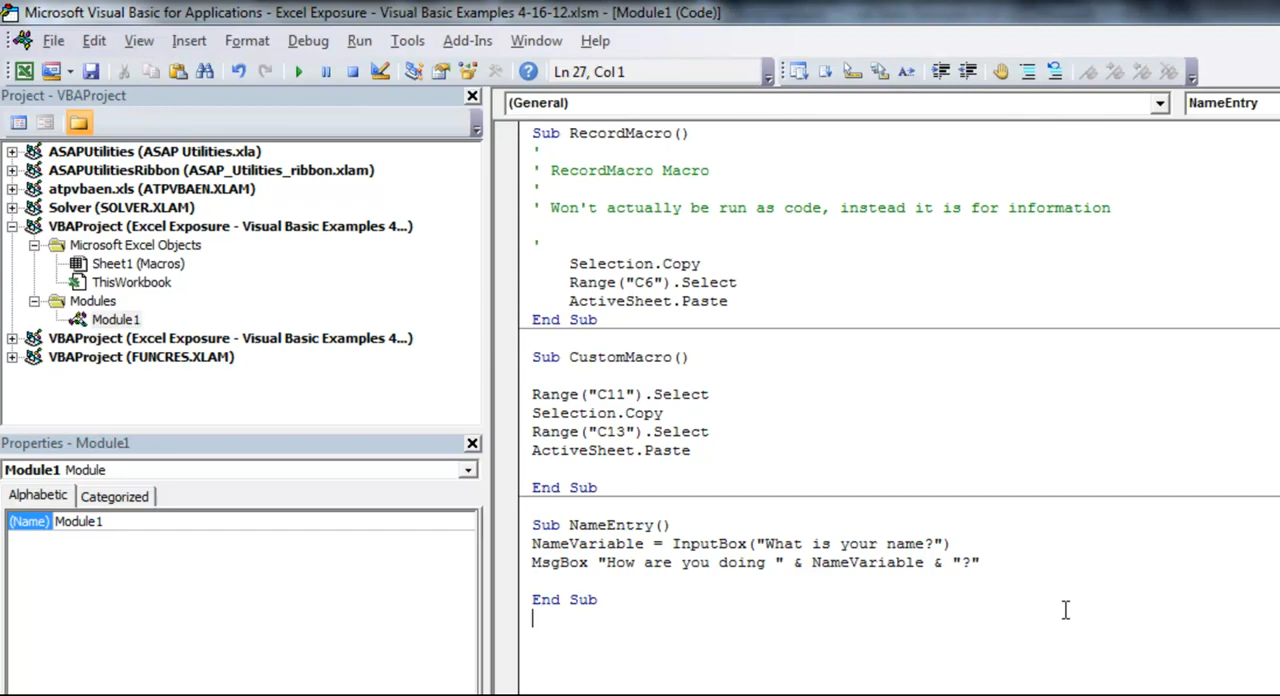 Microsoft Visual Basic for Applications - Excel Exposure - Visual Basic Examples 4-16-12.xlsm - [Module1 (Code)]
File Edit View Insert Format Debug Run Tools Add-Ins Window Help
Ln 27, Col 1
Project - VBAProject
(General)
NameEntry
ASAPUtilities (ASAP Utilities.xla)
ASAPUtilitiesRibbon (ASAP_Utilities_ribbon.xlam)
atpvbaen.xls (ATPVBAEN.XLAM)
Solver (SOLVER.XLAM)
VBAProject (Excel Exposure - Visual Basic Examples 4...)
Microsoft Excel Objects
Sheet1 (Macros)
ThisWorkbook
Modules
Module1
VBAProject (Excel Exposure - Visual Basic Examples 4...)
VBAProject (FUNCRES.XLAM)
Properties - Module1
Module1 Module
Alphabetic Categorized
(Name) Module1
Sub RecordMacro()
'
' RecordMacro Macro
'
' Won't actually be run as code, instead it is for information
'
Selection.Copy
Range("C6").Select
ActiveSheet.Paste
End Sub
Sub CustomMacro()
Range("C11").Select
Selection.Copy
Range("C13").Select
ActiveSheet.Paste
End Sub
Sub NameEntry()
NameVariable = InputBox("What is your name?")
MsgBox "How are you doing " & NameVariable & "?"
End Sub